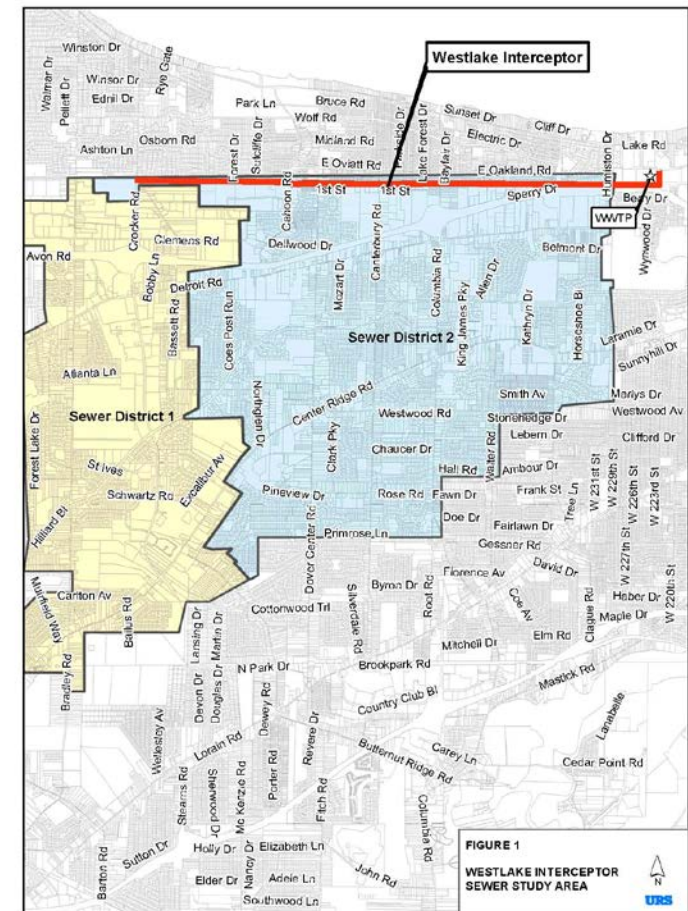 Westlake Interceptor
Winston Dr
Walmar Dr
Pellett Dr
Winsor Dr
Ednil Dr
Rye Gate
Ashton Ln
Osborn Rd
Park Ln
Bruce Rd
Wolf Rd
Midland Rd
E Oviatt Rd
Forest Dr
Sutcliffe Dr
Lake Forest Dr
Bayfair Dr
Sunset Dr
Electric Dr
Cliff Dr
E Oakland Rd
Humiston Dr
Lake Rd
1st St
1st St
Sperry Dr
Beery Dr
WWTP
Wynwood Dr
Crocker Rd
Cahoon Rd
Canterbury Rd
Clemens Rd
Dellwood Dr
Belmont Dr
Avon Rd
Bobby Ln
Detroit Rd
Mozart Dr
Columbia Rd
Allen Dr
Bassett Rd
Coes Post Run
King James Pky
Kathryn Dr
Horseshoe Bl
Laramie Dr
Sunnyhill Dr
Sewer District 2
Atlanta Ln
Center Ridge Rd
Smith Av
Marlys Dr
Westwood Av
Sewer District 1
Northglen Dr
Westwood Rd
Stonehedge Dr
Lebern Dr
Clifford Dr
Forest Lake Dr
Clark Pky
Chaucer Dr
Walter Rd
St Ives
Excalibur Av
Hall Rd
Ambour Dr
Schwartz Rd
Pineview Dr
Rose Rd
Fawn Dr
Frank St
Tree Ln
W 231st St
W 229th St
W 226th St
W 223rd St
Hilliard Bl
Dover Center Rd
Doe Dr
Fairlawn Dr
W 227th St
Primrose Ln
Gessner Rd
W 220th St
Muirfield Way
Carlton Av
Byron Dr
Florence Av
David Dr
Cottonwood Trl
Silverdale Rd
Root Rd
Coe Av
Clague Rd
Haber Dr
Maple Dr
Bradley Rd
Lansing Dr
Martin Dr
Mitchell Dr
Elm Rd
Devon Dr
Douglas Dr
N Park Dr
Brookpark Rd
Mastick Rd
Wellesley Av
Lorain Rd
Dewey Rd
Country Club Bl
Revere Dr
Butternut Ridge Rd
Carey Ln
Lanabelle
Cedar Point Rd
Stearns Rd
Sherwood Dr
Mc Kenzie Rd
Porter Rd
Fitch Rd
Columbia Rd
Barton Rd
Sutton Dr
Holly Dr
Nancy Dr
Elizabeth Ln
Elder Dr
Adele Ln
John Rd
Southwood Ln
FIGURE 1
WESTLAKE INTERCEPTOR
SEWER STUDY AREA
N
URS